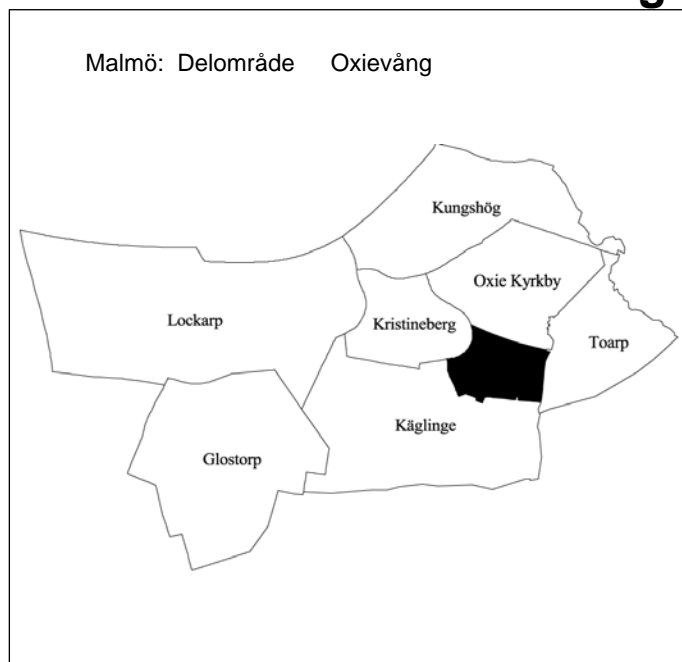 g
Malmö: Delområde Oxievång
Kungshög
Oxie Kyrkby
Lockarp
Kristineberg
Toarp
Käglinge
Glostorp